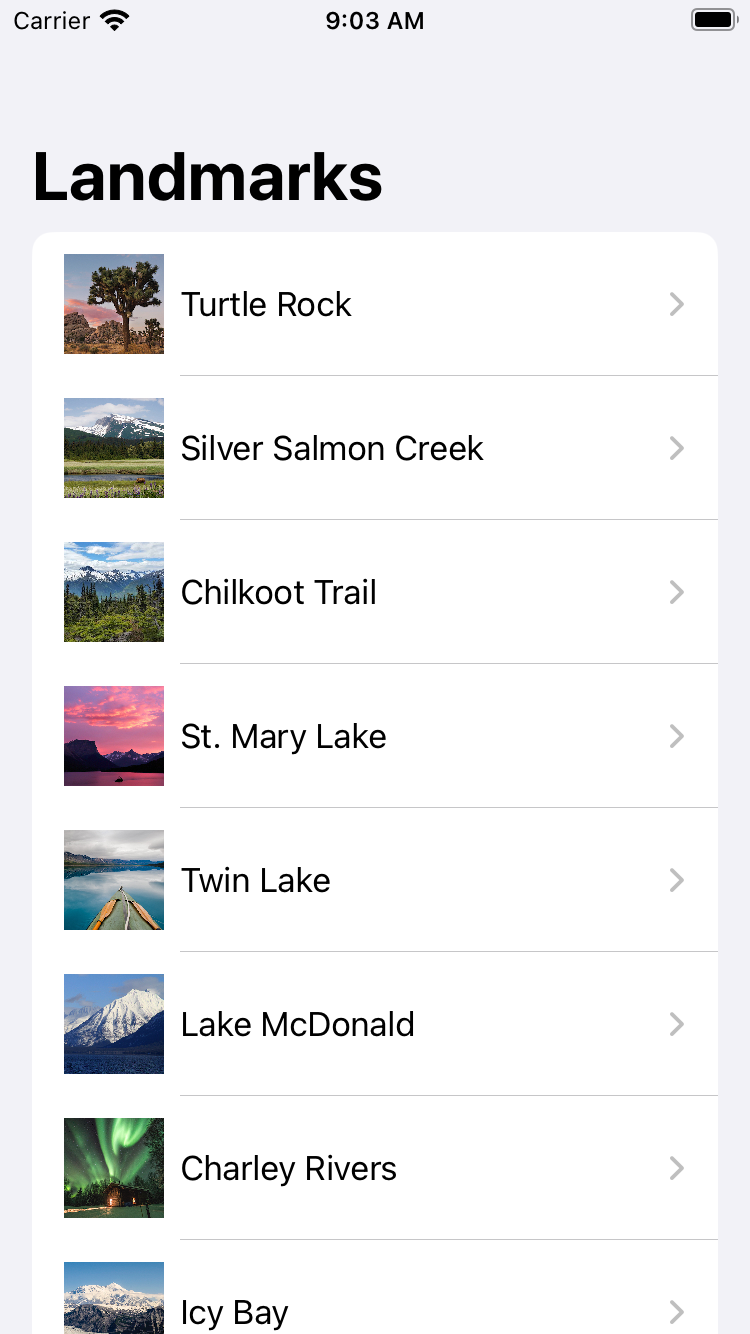 Carrier 9:03 AM
Landmarks
Turtle Rock
Silver Salmon Creek
Chilkoot Trail
St. Mary Lake
Twin Lake
Lake McDonald
Charley Rivers
Icy Bay